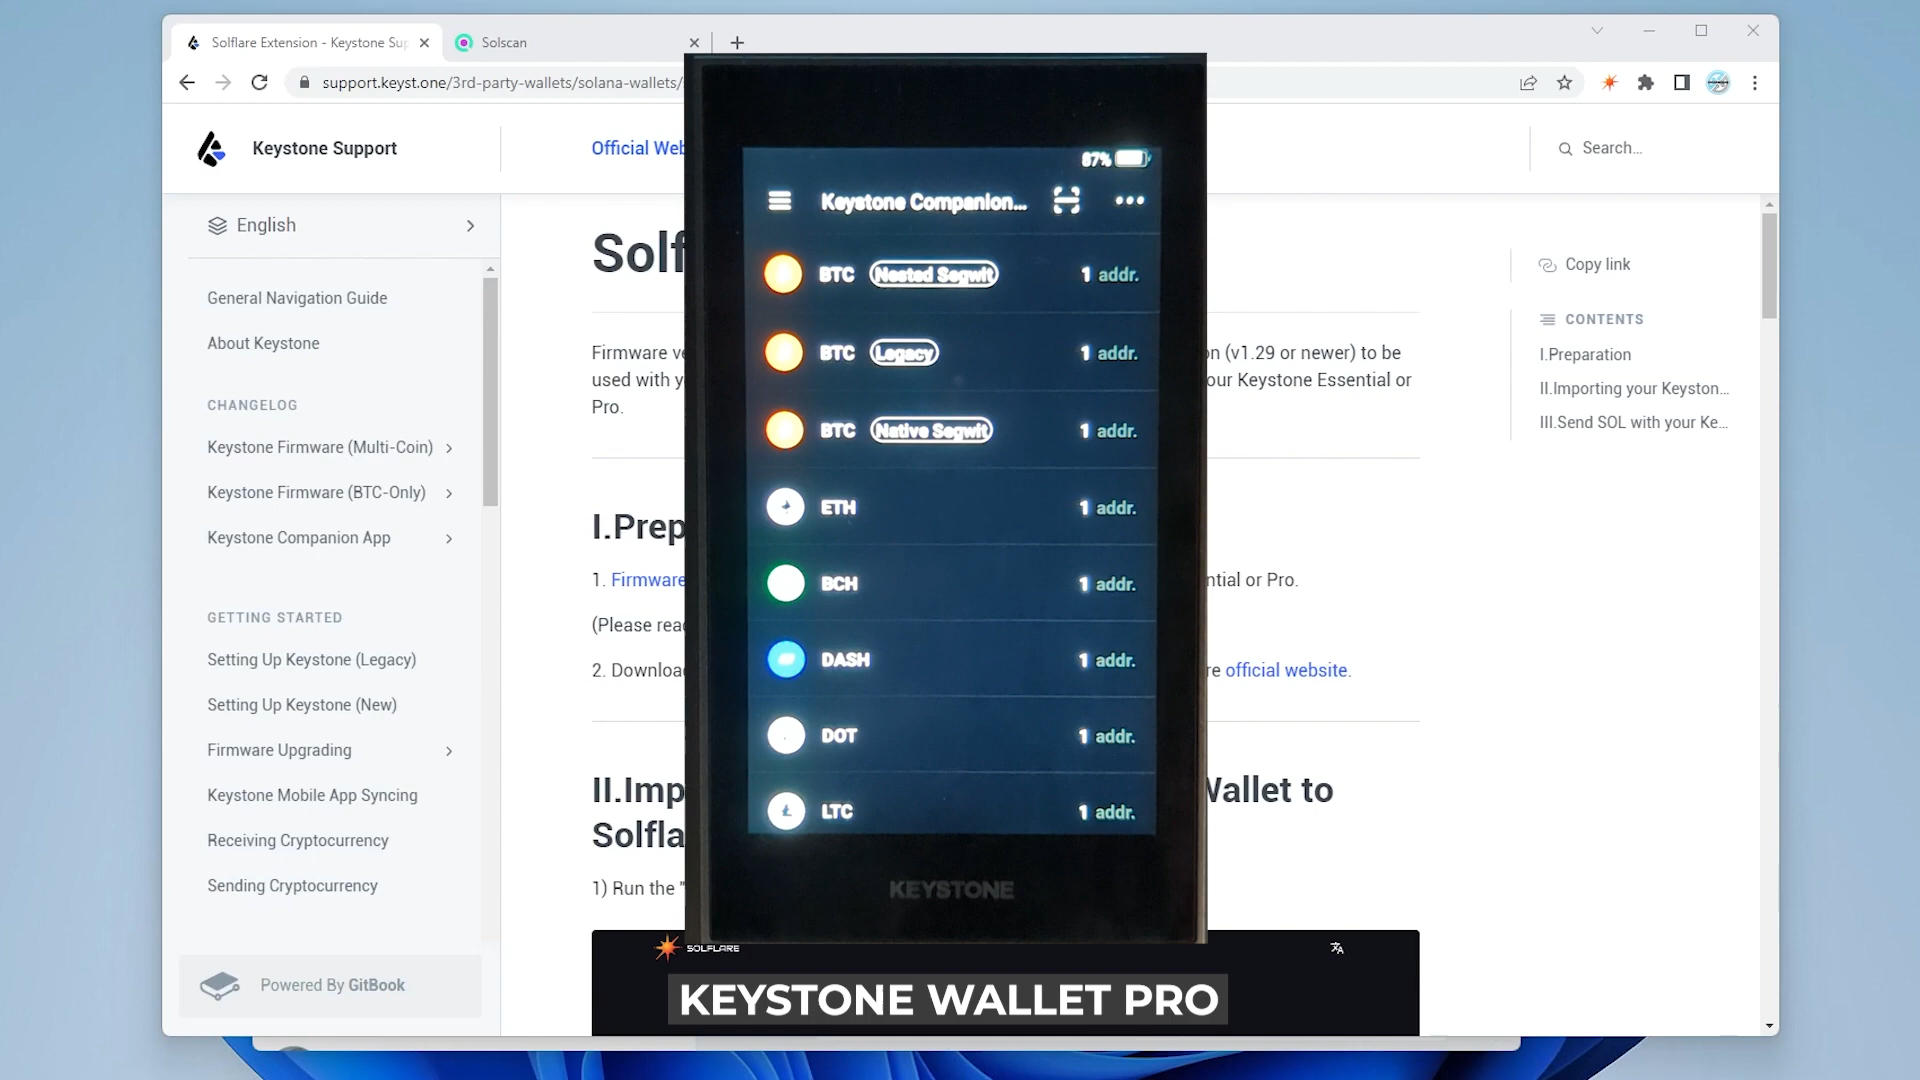 Solflare Extension - Keystone Sup
Solscan
support.keyst.one/3rd-party-wallets/solana-wallets/
Keystone Support
Official Web
Search...
English
General Navigation Guide
About Keystone
CHANGELOG
Keystone Firmware (Multi-Coin)
Keystone Firmware (BTC-Only)
Keystone Companion App
GETTING STARTED
Setting Up Keystone (Legacy)
Setting Up Keystone (New)
Firmware Upgrading
Keystone Mobile App Syncing
Receiving Cryptocurrency
Sending Cryptocurrency
Powered By GitBook
Solf
Firmware ve
n (v1.29 or newer) to be
used with y
our Keystone Essential or
Pro.
I.Prep
1. Firmware
ntial or Pro.
(Please read
2. Downloa
re official website.
II.Imp
Wallet to
Solfla
1) Run the "
SOLFLARE
87%
Keystone Companion...
BTC Nested Segwit 1 addr.
BTC Legacy 1 addr.
BTC Native Segwit 1 addr.
ETH 1 addr.
BCH 1 addr.
DASH 1 addr.
DOT 1 addr.
LTC 1 addr.
KEYSTONE
Copy link
CONTENTS
I.Preparation
II.Importing your Keyston...
III.Send SOL with your Ke...
KEYSTONE WALLET PRO